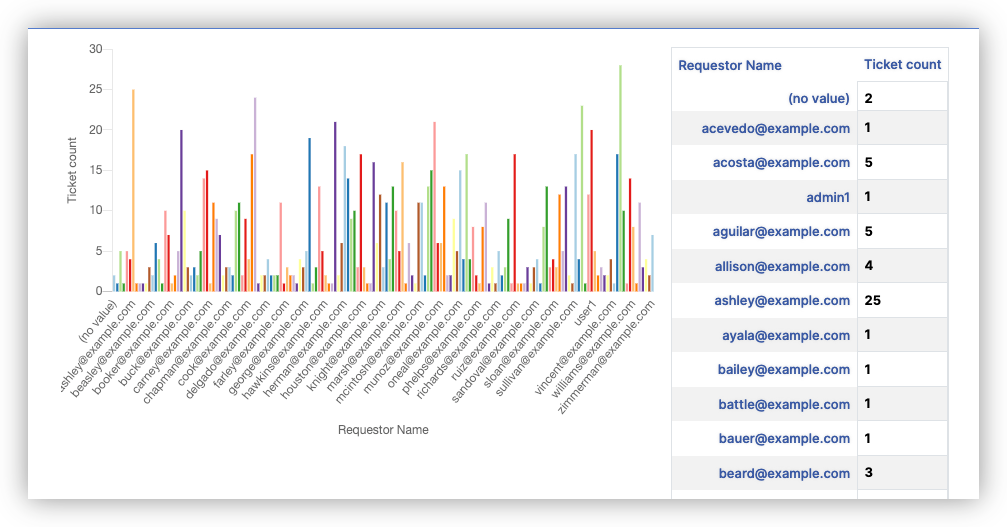 30
25
20
15
10
5
0
Ticket count
(no value)
ashley@example.com
beasley@example.com
booker@example.com
buck@example.com
carney@example.com
chapman@example.com
cook@example.com
delgado@example.com
farley@example.com
george@example.com
hawkins@example.com
herman@example.com
houston@example.com
knight@example.com
marsh@example.com
mcintosh@example.com
munoz@example.com
oneal@example.com
phelps@example.com
richards@example.com
ruiz@example.com
sandoval@example.com
sloan@example.com
sullivan@example.com
user1
vincent@example.com
williams@example.com
zimmerman@example.com
Requestor Name
Requestor Name Ticket count
(no value) 2
acevedo@example.com 1
acosta@example.com 5
admin1 1
aguilar@example.com 5
allison@example.com 4
ashley@example.com 25
ayala@example.com 1
bailey@example.com 1
battle@example.com 1
bauer@example.com 1
beard@example.com 3